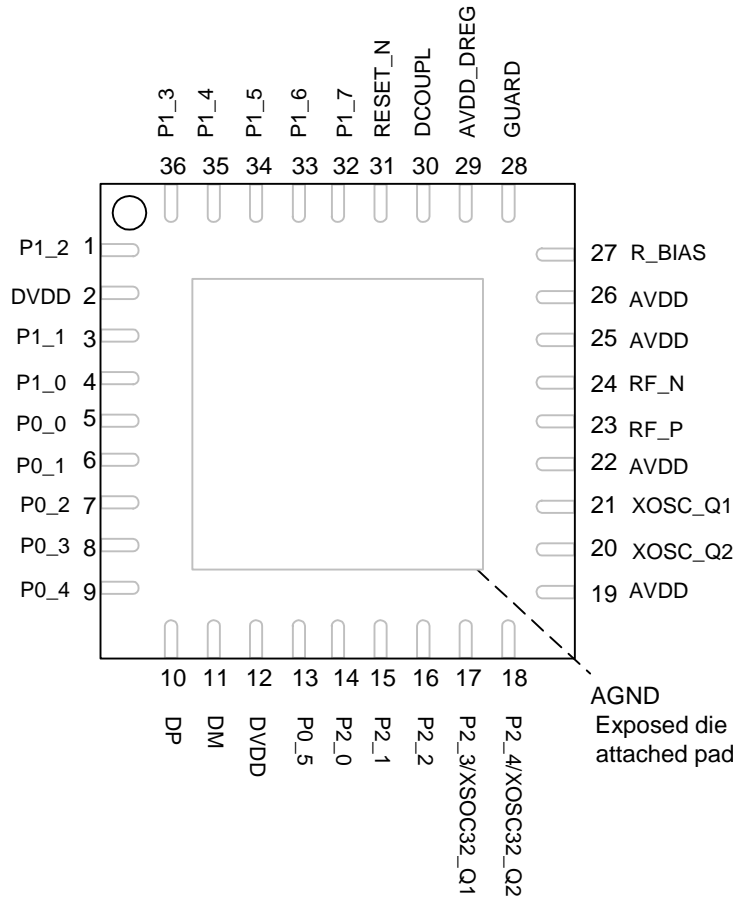 P1_3
P1_4
P1_5
P1_6
P1_7
RESET_N
DCOUPL
AVDD_DREG
GUARD
36 35 34 33 32 31 30 29 28
P1_2 1
DVDD 2
P1_1 3
P1_0 4
P0_0 5
P0_1 6
P0_2 7
P0_3 8
P0_4 9
27 R_BIAS
26 AVDD
25 AVDD
24 RF_N
23 RF_P
22 AVDD
21 XOSC_Q1
20 XOSC_Q2
19 AVDD
10 11 12 13 14 15 16 17 18
DP
DM
DVDD
P0_5
P2_0
P2_1
P2_2
P2_3/XSOC32_Q1
P2_4/XOSC32_Q2
AGND
Exposed die
attached pad